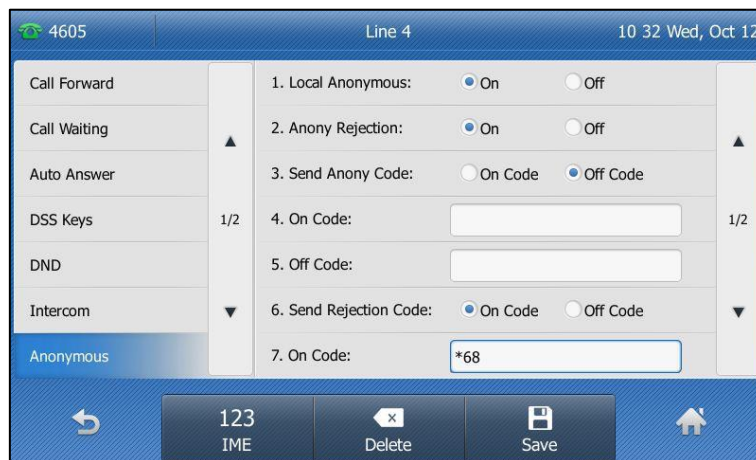 4605 Line 4 10 32 Wed, Oct 12
Call Forward
Call Waiting
Auto Answer
DSS Keys
DND
Intercom
Anonymous
1/2
1. Local Anonymous: On Off
2. Anony Rejection: On Off
3. Send Anony Code: On Code Off Code
4. On Code:
5. Off Code:
6. Send Rejection Code: On Code Off Code
7. On Code: *68
1/2
123
IME
Delete
Save